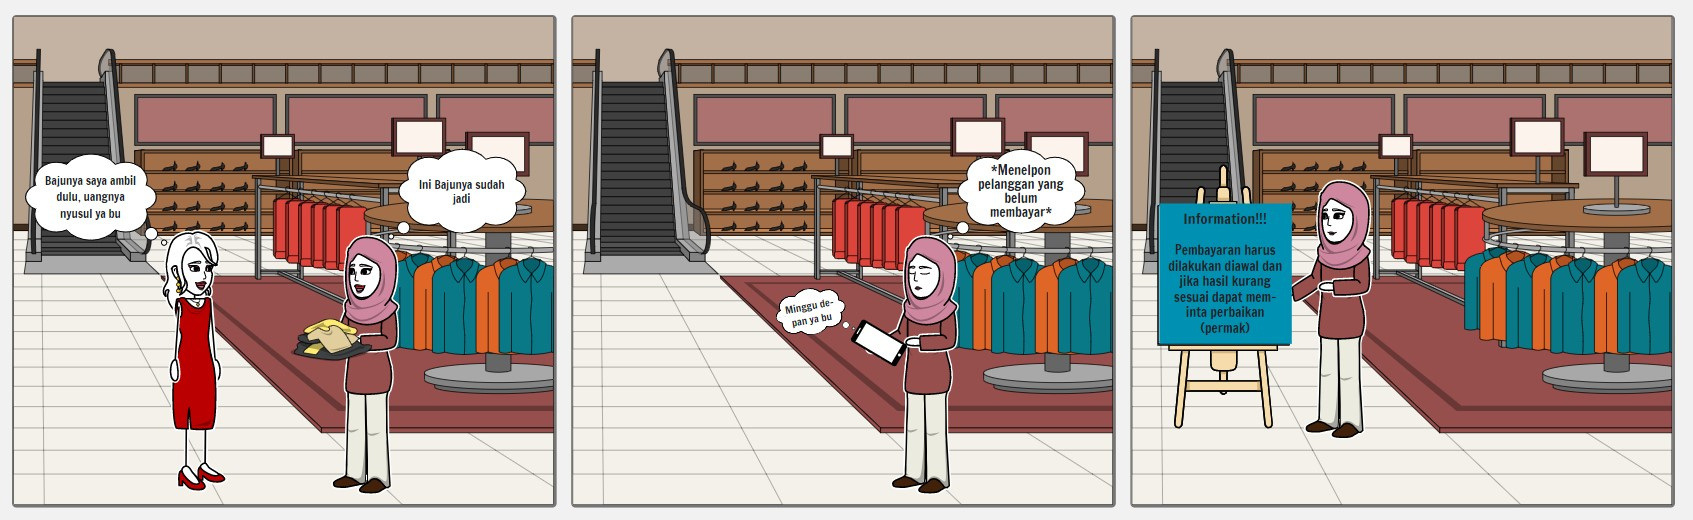 Bajunya saya ambil
dulu, uangnya
nyusul ya bu
Ini Bajunya sudah
jadi
*Menelpon
pelanggan yang
belum
membayar*
Minggu de-
pan ya bu
Information!!!
Pembayaran harus
dilakukan diawal dan
jika hasil kurang
sesuai dapat mem-
inta perbaikan
(permak)